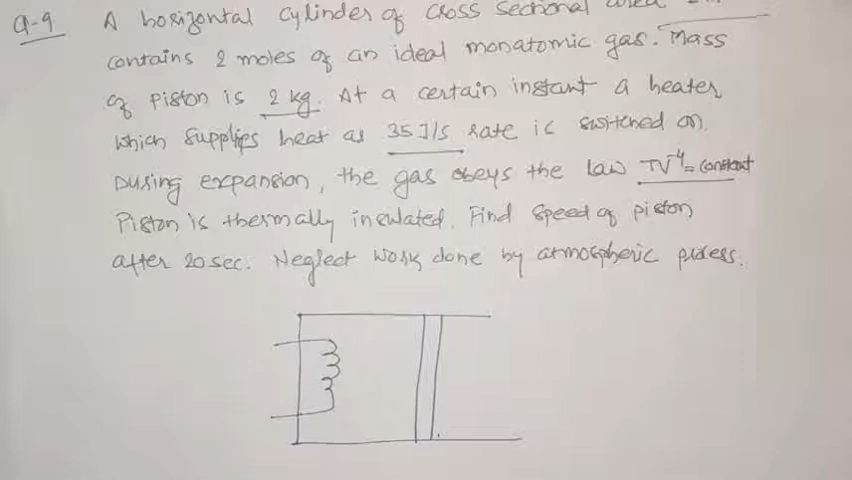 Q-9 A horizontal cylinder of cross sectional area
contains 2 moles of an ideal monatomic gas. Mass
of piston is 2 kg. At a certain instant a heater
which supplies heat as 35 J/s rate is switched on.
During expansion, the gas obeys the law TV⁻⁴=constant
Piston is thermally insulated. Find speed of piston
after 20 sec. Neglect work done by atmospheric press.